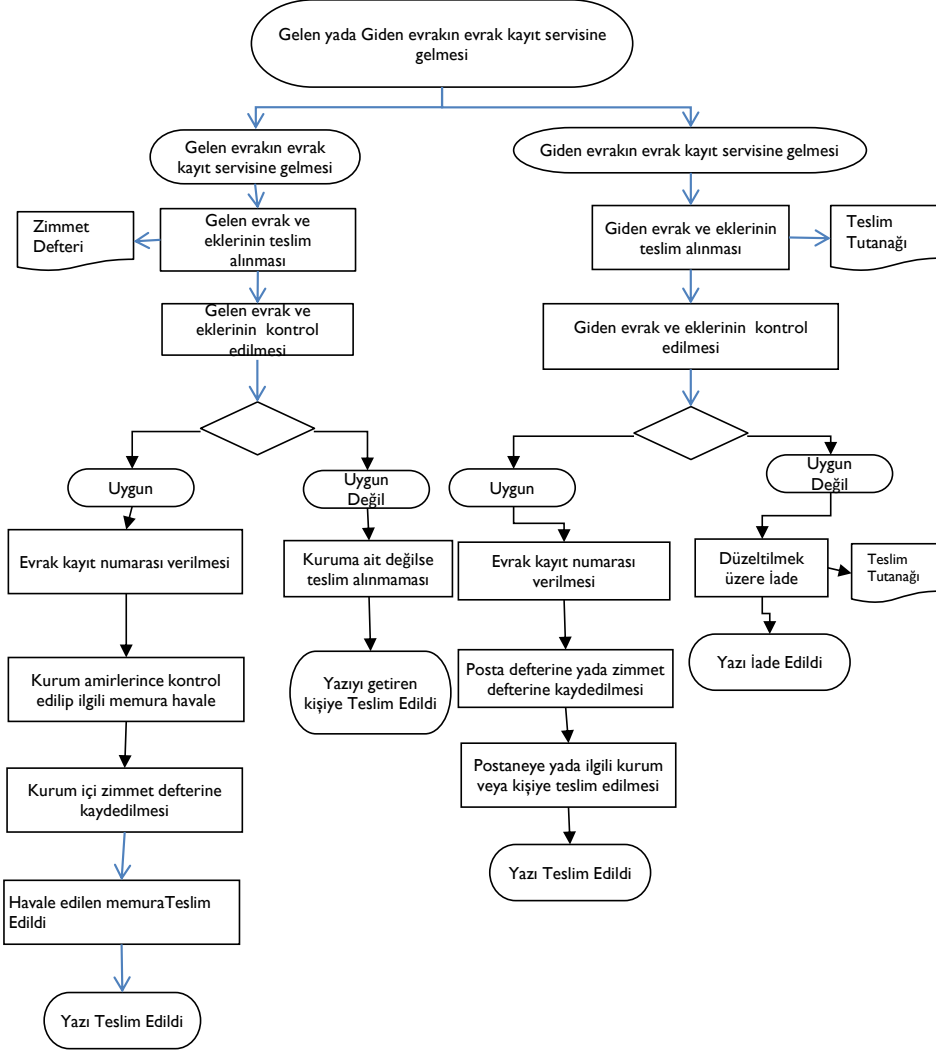 Gelen yada Giden evrakın evrak kayıt servisine
gelmesi
Gelen evrakın evrak
kayıt servisine gelmesi
Giden evrakın evrak kayıt servisine gelmesi
Zimmet
Defteri
Gelen evrak ve
eklerinin teslim
alınması
Giden evrak ve eklerinin
teslim alınması
Teslim
Tutanağı
Gelen evrak ve
eklerinin kontrol
edilmesi
Giden evrak ve eklerinin kontrol
edilmesi
Uygun
Uygun
Değil
Uygun
Uygun
Değil
Evrak kayıt numarası verilmesi
Kuruma ait değilse
teslim alınmaması
Evrak kayıt numarası
verilmesi
Düzeltilmek
üzere İade
Teslim
Tutanağı
Kurum amirlerince kontrol
edilip ilgili memura havale
Yazıyı getiren
kişiye Teslim Edildi
Posta defterine yada zimmet
defterine kaydedilmesi
Yazı İade Edildi
Kurum içi zimmet defterine
kaydedilmesi
Postaneye yada ilgili kurum
veya kişiye teslim edilmesi
Havale edilen memuraTeslim
Edildi
Yazı Teslim Edildi
Yazı Teslim Edildi